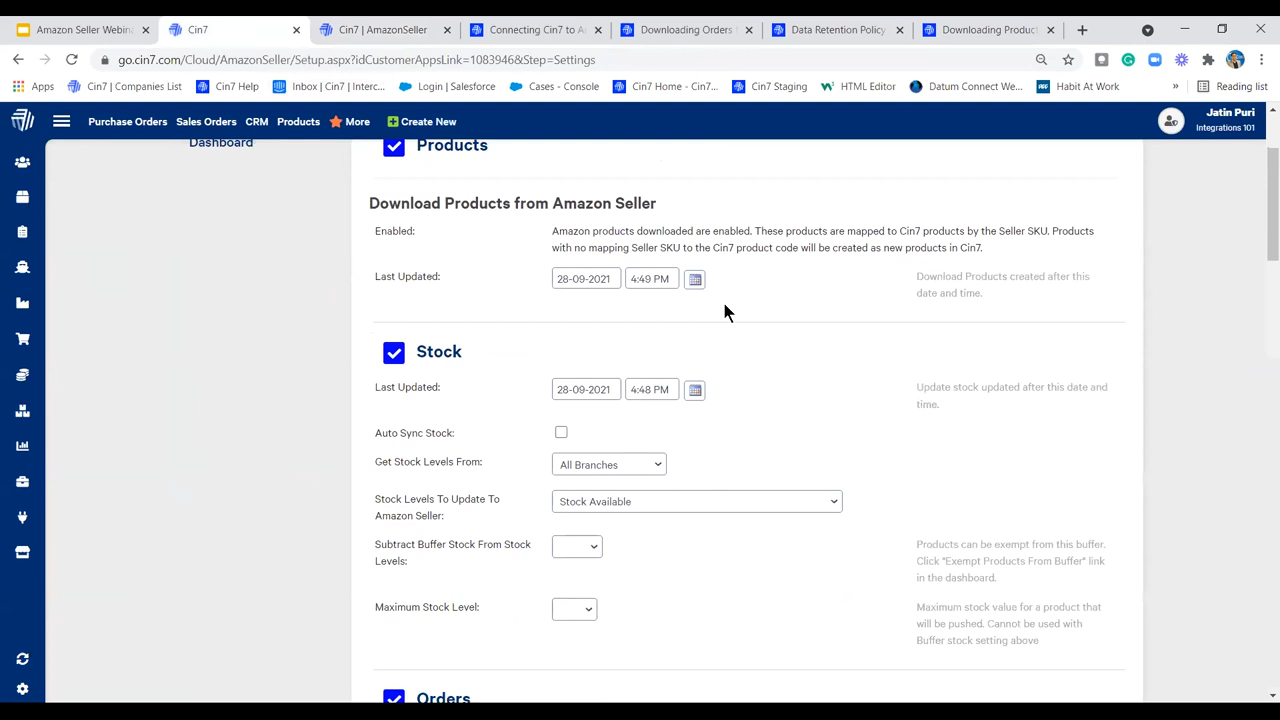 Amazon Seller Webina
Cin7
Cin7 | AmazonSeller
Connecting Cin7 to A
Downloading Orders
Data Retention Policy
Downloading Product
go.cin7.com/Cloud/AmazonSeller/Setup.aspx?idCustomerAppsLink=1083946&Step=Settings
Apps
Cin7 | Companies List
Cin7 Help
Inbox | Cin7's Interc...
Login | Salesforce
Cases - Console
Cin7 Home - Cin7...
Cin7 Staging
HTML Editor
Datum Connect We...
Habit At Work
»
Reading list
Purchase Orders
Sales Orders
CRM
Products
More
Create New
Jatin Puri
Integrations 101
Dashboard
Products
Download Products from Amazon Seller
Enabled:
Amazon products downloaded are enabled. These products are mapped to Cin7 products by the Seller SKU. Products
with no mapping Seller SKU to the Cin7 product code will be created as new products in Cin7.
Last Updated:
28-09-2021
4:49 PM
Download Products created after this
date and time.
Stock
Last Updated:
28-09-2021
4:48 PM
Update stock updated after this date and
time.
Auto Sync Stock:
Get Stock Levels From:
All Branches
Stock Levels To Update To
Amazon Seller:
Stock Available
Subtract Buffer Stock From Stock
Levels:
Products can be exempt from this buffer.
Click "Exempt Products From Buffer" link
in the dashboard.
Maximum Stock Level:
Maximum stock value for a product that
will be pushed. Cannot be used with
Buffer stock setting above
Orders